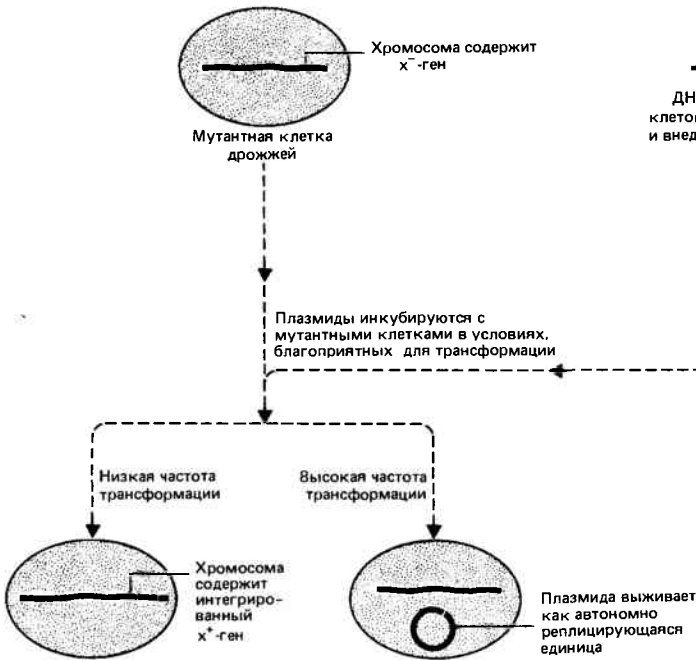 Хромосома содержит
x⁻-ген
Мутантная клетка
дрожжей
ДН
клето
и внед
Плазмиды инкубируются с
мутантными клетками в условиях,
благоприятных для трансформации
Низкая частота
трансформации
Высокая частота
трансформации
Хромосома
содержит
интегриро-
ванный
x⁺-ген
Плазмида выживает
как автономно
реплицирующаяся
единица